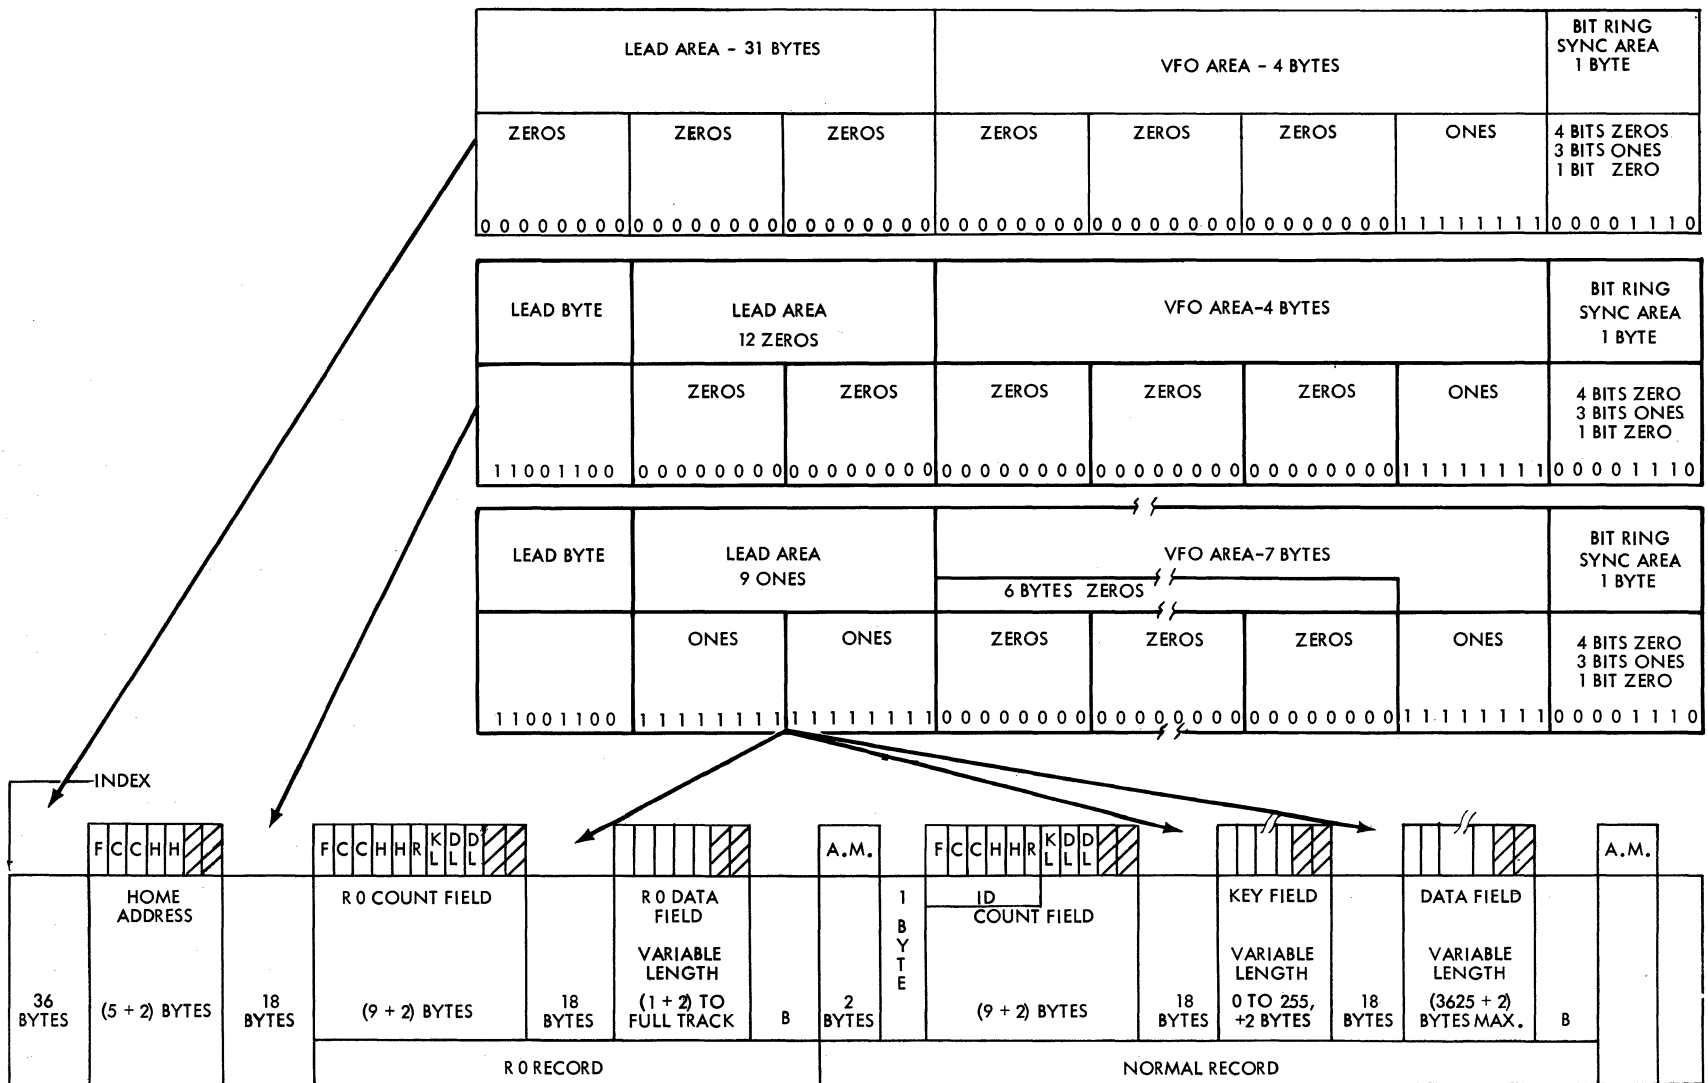 LEAD AREA - 31 BYTES
VFO AREA - 4 BYTES
BIT RING
SYNC AREA
1 BYTE
ZEROS ZEROS ZEROS ZEROS ZEROS ZEROS ONES
4 BITS ZEROS
3 BITS ONES
1 BIT ZERO
0 0 0 0 0 0 0 0 0 0 0 0 0 0 0 0 0 0 0 0 0 0 0 0 0 0 0 0 0 0 0 0 0 0 0 0 0 0 0 0 0 0 0 0 0 0 0 0 1 1 1 1 1 1 1 1 0 0 0 0 1 1 1 0
LEAD BYTE
LEAD AREA
12 ZEROS
VFO AREA-4 BYTES
BIT RING
SYNC AREA
1 BYTE
ZEROS ZEROS ZEROS ZEROS ZEROS ONES
4 BITS ZERO
3 BITS ONES
1 BIT ZERO
1 1 0 0 1 1 0 0 0 0 0 0 0 0 0 0 0 0 0 0 0 0 0 0 0 0 0 0 0 0 0 0 0 0 0 0 0 0 0 0 0 0 0 0 0 0 0 0 1 1 1 1 1 1 1 1 0 0 0 0 1 1 1 0
LEAD BYTE
LEAD AREA
9 ONES
VFO AREA-7 BYTES
6 BYTES ZEROS
BIT RING
SYNC AREA
1 BYTE
ONES ONES ZEROS ZEROS ZEROS ONES
4 BITS ZERO
3 BITS ONES
1 BIT ZERO
1 1 0 0 1 1 0 0 1 1 1 1 1 1 1 1 1 1 1 1 1 1 1 1 0 0 0 0 0 0 0 0 0 0 0 0 0 0 0 0 0 0 0 0 0 0 0 0 1 1 1 1 1 1 1 1 0 0 0 0 1 1 1 0
INDEX
F C C H H
F C C H H R KL DL DL
A.M.
F C C H H R KL DL DL
A.M.
36
BYTES
HOME
ADDRESS
(5 + 2) BYTES
18
BYTES
R 0 COUNT FIELD
(9 + 2) BYTES
18
BYTES
R 0 DATA
FIELD
VARIABLE
LENGTH
(1 + 2) TO
FULL TRACK
B
2
BYTES
1
B
Y
T
E
ID
COUNT FIELD
(9 + 2) BYTES
18
BYTES
KEY FIELD
VARIABLE
LENGTH
0 TO 255,
+2 BYTES
18
BYTES
DATA FIELD
VARIABLE
LENGTH
(3625 + 2)
BYTES MAX.
B
R 0 RECORD
NORMAL RECORD